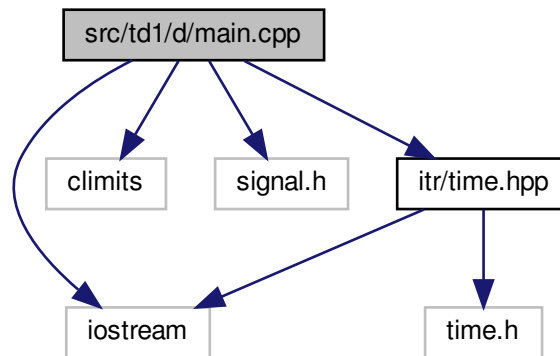 src/td1/d/main.cpp
climits
signal.h
itr/time.hpp
iostream
time.h